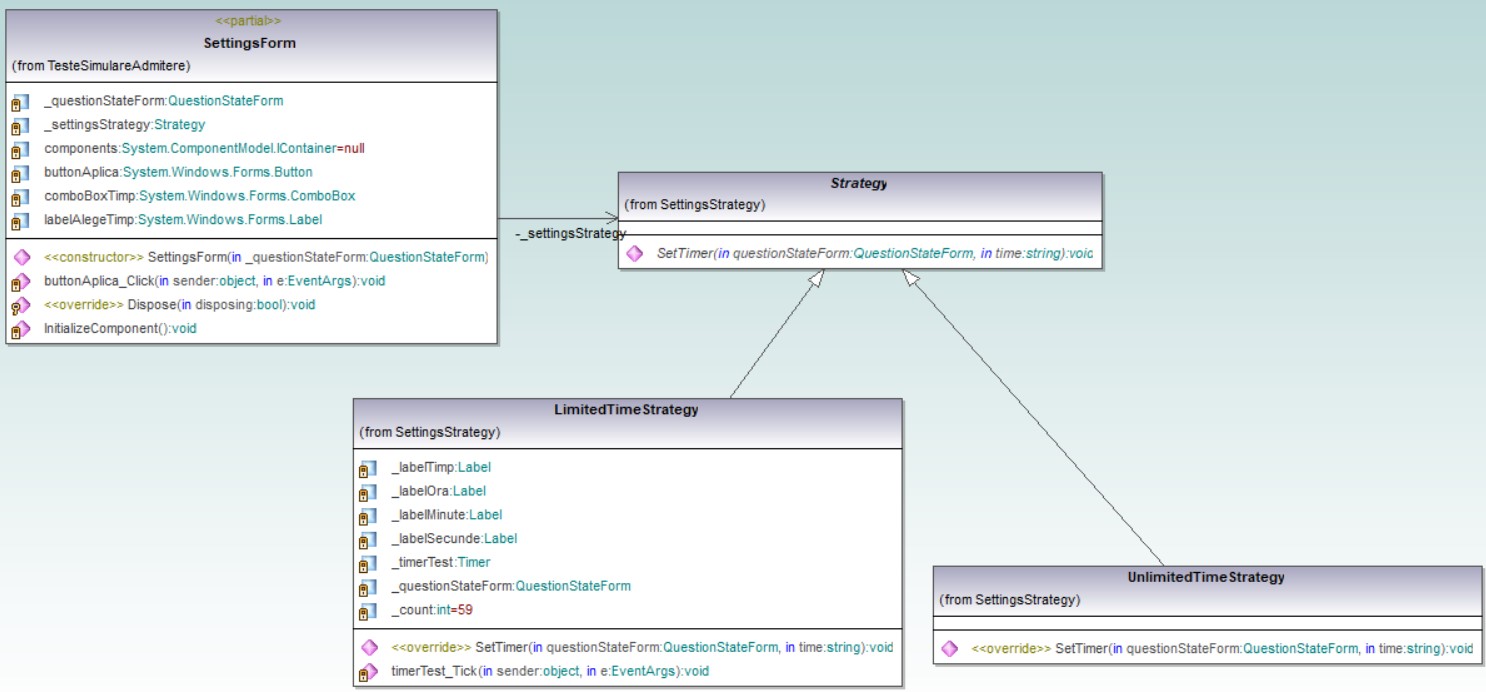 <<partial>>
SettingsForm
(from TesteSimulareAdmitere)
_questionStateForm:QuestionStateForm
_settingsStrategy:Strategy
components:System.ComponentModel.IContainer=null
buttonAplica:System.Windows.Forms.Button
comboBoxTimp:System.Windows.Forms.ComboBox
labelAlegeTimp:System.Windows.Forms.Label
<<constructor>> SettingsForm(in _questionStateForm:QuestionStateForm)
buttonAplica_Click(in sender:object, in e:EventArgs):void
<<override>> Dispose(in disposing:bool):void
InitializeComponent():void
-_settingsStrategy
Strategy
(from SettingsStrategy)
SetTimer(in questionStateForm:QuestionStateForm, in time:string):void
LimitedTimeStrategy
(from SettingsStrategy)
_labelTimp:Label
_labelOra:Label
_labelMinute:Label
_labelSecunde:Label
_timerTest:Timer
_questionStateForm:QuestionStateForm
_count:int=59
<<override>> SetTimer(in questionStateForm:QuestionStateForm, in time:string):void
timerTest_Tick(in sender:object, in e:EventArgs):void
UnlimitedTimeStrategy
(from SettingsStrategy)
<<override>> SetTimer(in questionStateForm:QuestionStateForm, in time:string):void